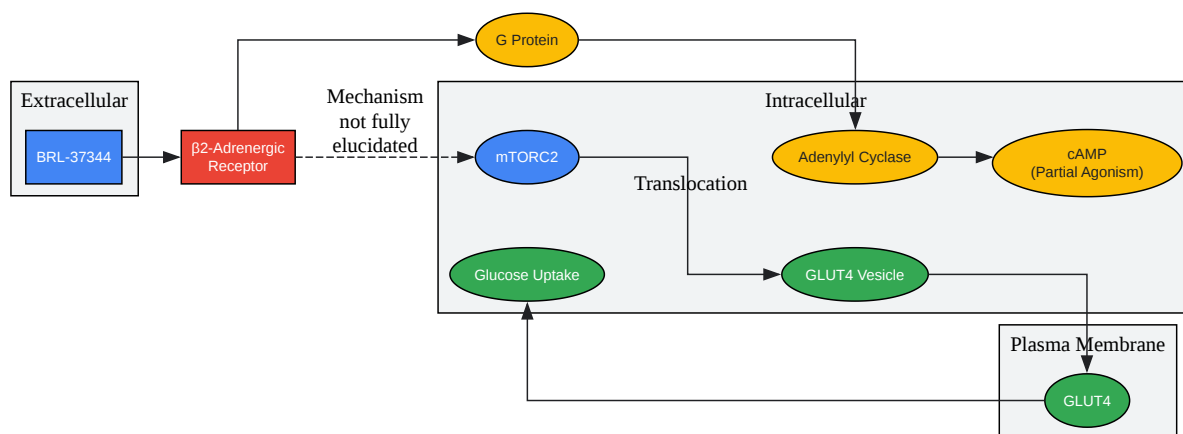 G Protein
Extracellular
Mechanism
not fully
elucidated
Intracellular
BRL-37344
β2-Adrenergic
Receptor
mTORC2
Adenylyl Cyclase
cAMP
(Partial Agonism)
Translocation
Glucose Uptake
GLUT4 Vesicle
Plasma Membrane
GLUT4